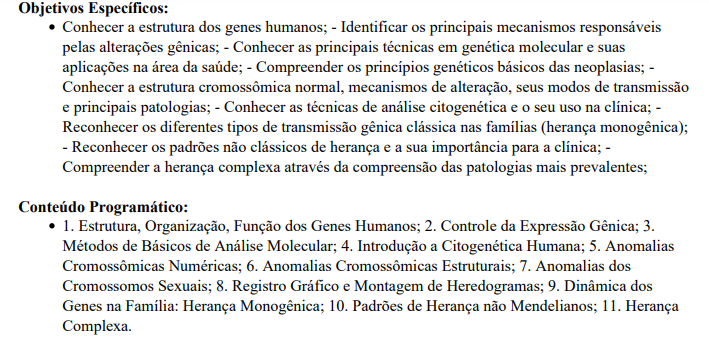 Objetivos Específicos:
• Conhecer a estrutura dos genes humanos; - Identificar os principais mecanismos responsáveis
pelas alterações gênicas; - Conhecer as principais técnicas em genética molecular e suas
aplicações na área da saúde; - Compreender os princípios genéticos básicos das neoplasias; -
Conhecer a estrutura cromossômica normal, mecanismos de alteração, seus modos de transmissão
e principais patologias; - Conhecer as técnicas de análise citogenética e o seu uso na clínica; -
Reconhecer os diferentes tipos de transmissão gênica clássica nas famílias (herança monogênica);
- Reconhecer os padrões não clássicos de herança e a sua importância para a clínica; -
Compreender a herança complexa através da compreensão das patologias mais prevalentes;
Conteúdo Programático:
• 1. Estrutura, Organização, Função dos Genes Humanos; 2. Controle da Expressão Gênica; 3.
Métodos de Básicos de Análise Molecular; 4. Introdução a Citogenética Humana; 5. Anomalias
Cromossômicas Numéricas; 6. Anomalias Cromossômicas Estruturais; 7. Anomalias dos
Cromossomos Sexuais; 8. Registro Gráfico e Montagem de Heredogramas; 9. Dinâmica dos
Genes na Família: Herança Monogênica; 10. Padrões de Herança não Mendelianos; 11. Herança
Complexa.